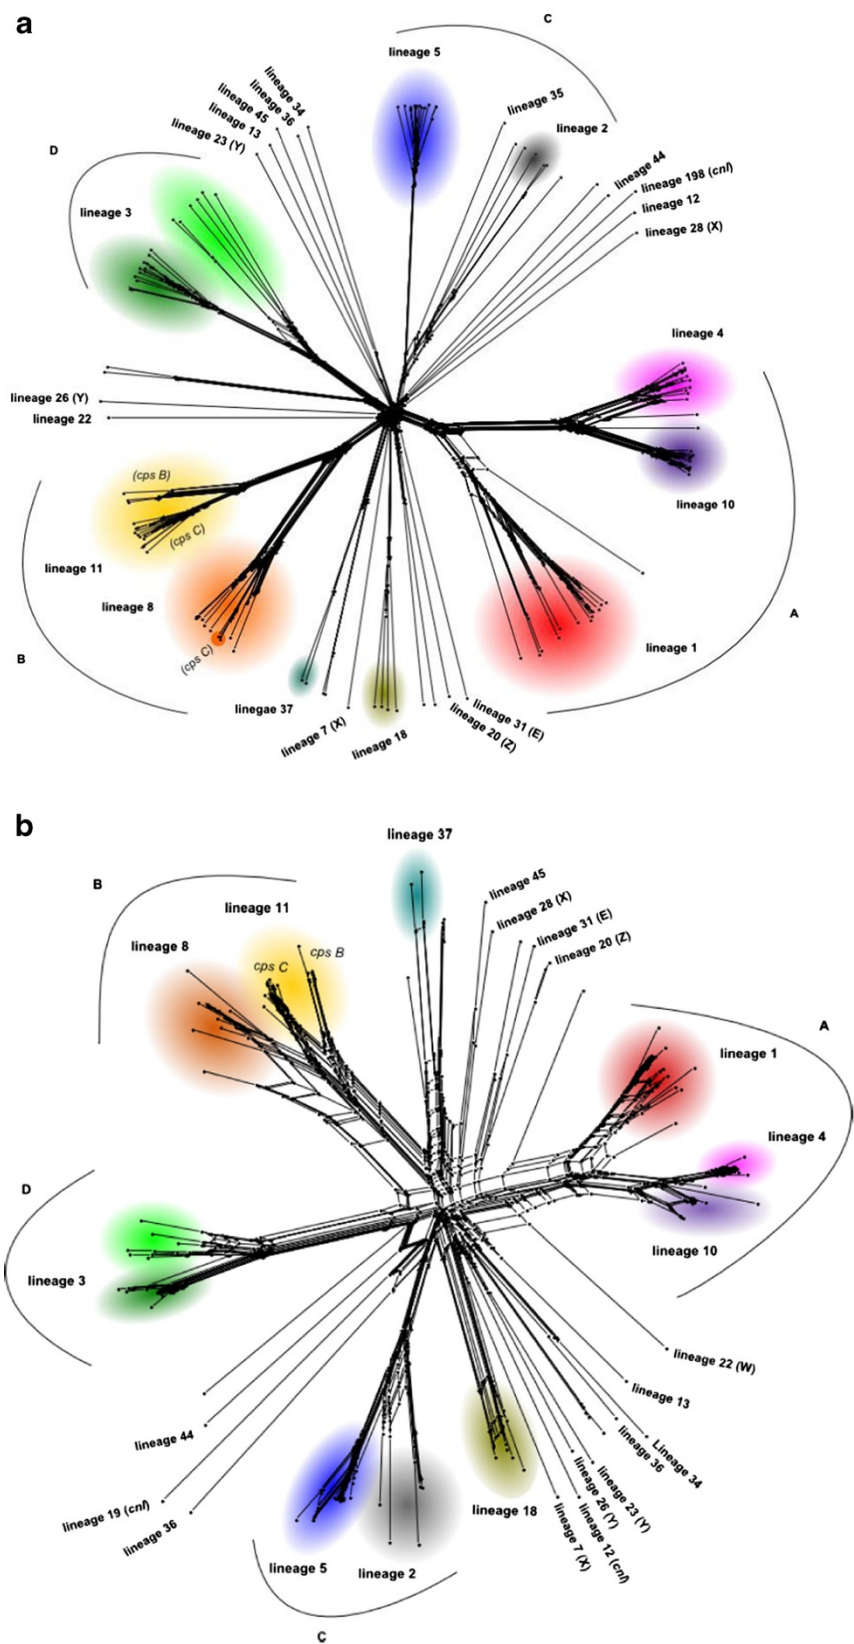 a
C
lineage 5
lineage 34
lineage 36
lineage 45
lineage 13
lineage 23 (Y)
lineage 35
lineage 2
lineage 44
lineage 198 (cnl)
lineage 12
lineage 28 (X)
D
lineage 3
lineage 4
lineage 26 (Y)
lineage 22
(cps B)
(cps C)
lineage 10
lineage 11
lineage 8
(cps C)
A
lineage 1
B
linegae 37
lineage 7 (X)
lineage 18
lineage 31 (E)
lineage 20 (Z)
b
lineage 37
B
lineage 11
lineage 8
cps C
cps B
lineage 45
lineage 28 (X)
lineage 31 (E)
lineage 20 (Z)
A
lineage 1
lineage 4
D
lineage 10
lineage 3
lineage 22 (W)
lineage 13
lineage 44
Lineage 34
lineage 36
lineage 19 (cnl)
lineage 36
lineage 18
lineage 23 (Y)
lineage 26 (Y)
lineage 12 (cnl)
lineage 7 (X)
lineage 5
lineage 2
C